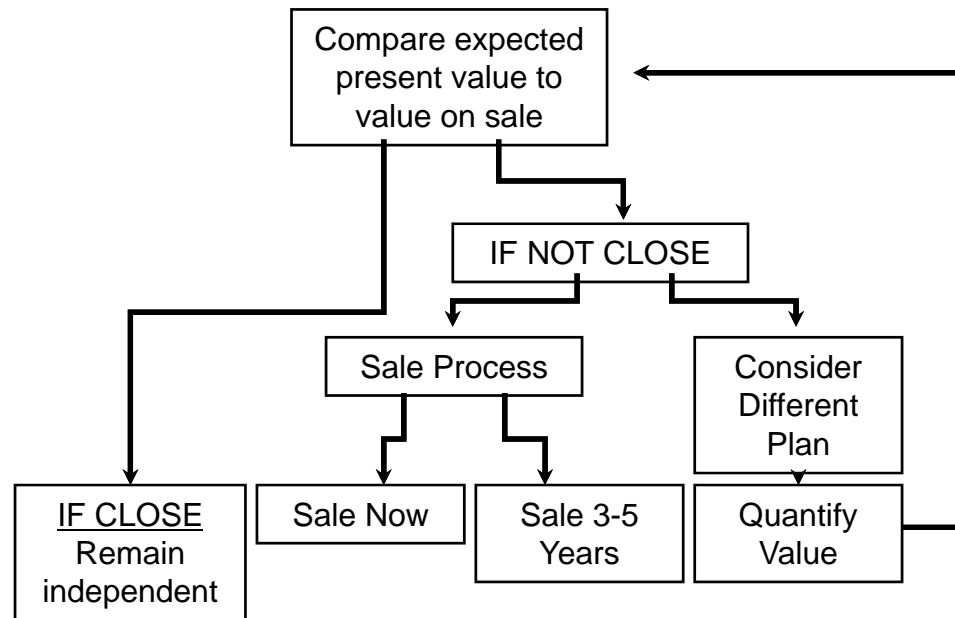 Compare expected
present value to
value on sale
IF NOT CLOSE
Sale Process
Consider
Different
Plan
IF CLOSE
Remain
independent
Sale Now
Sale 3-5
Years
Quantify
Value